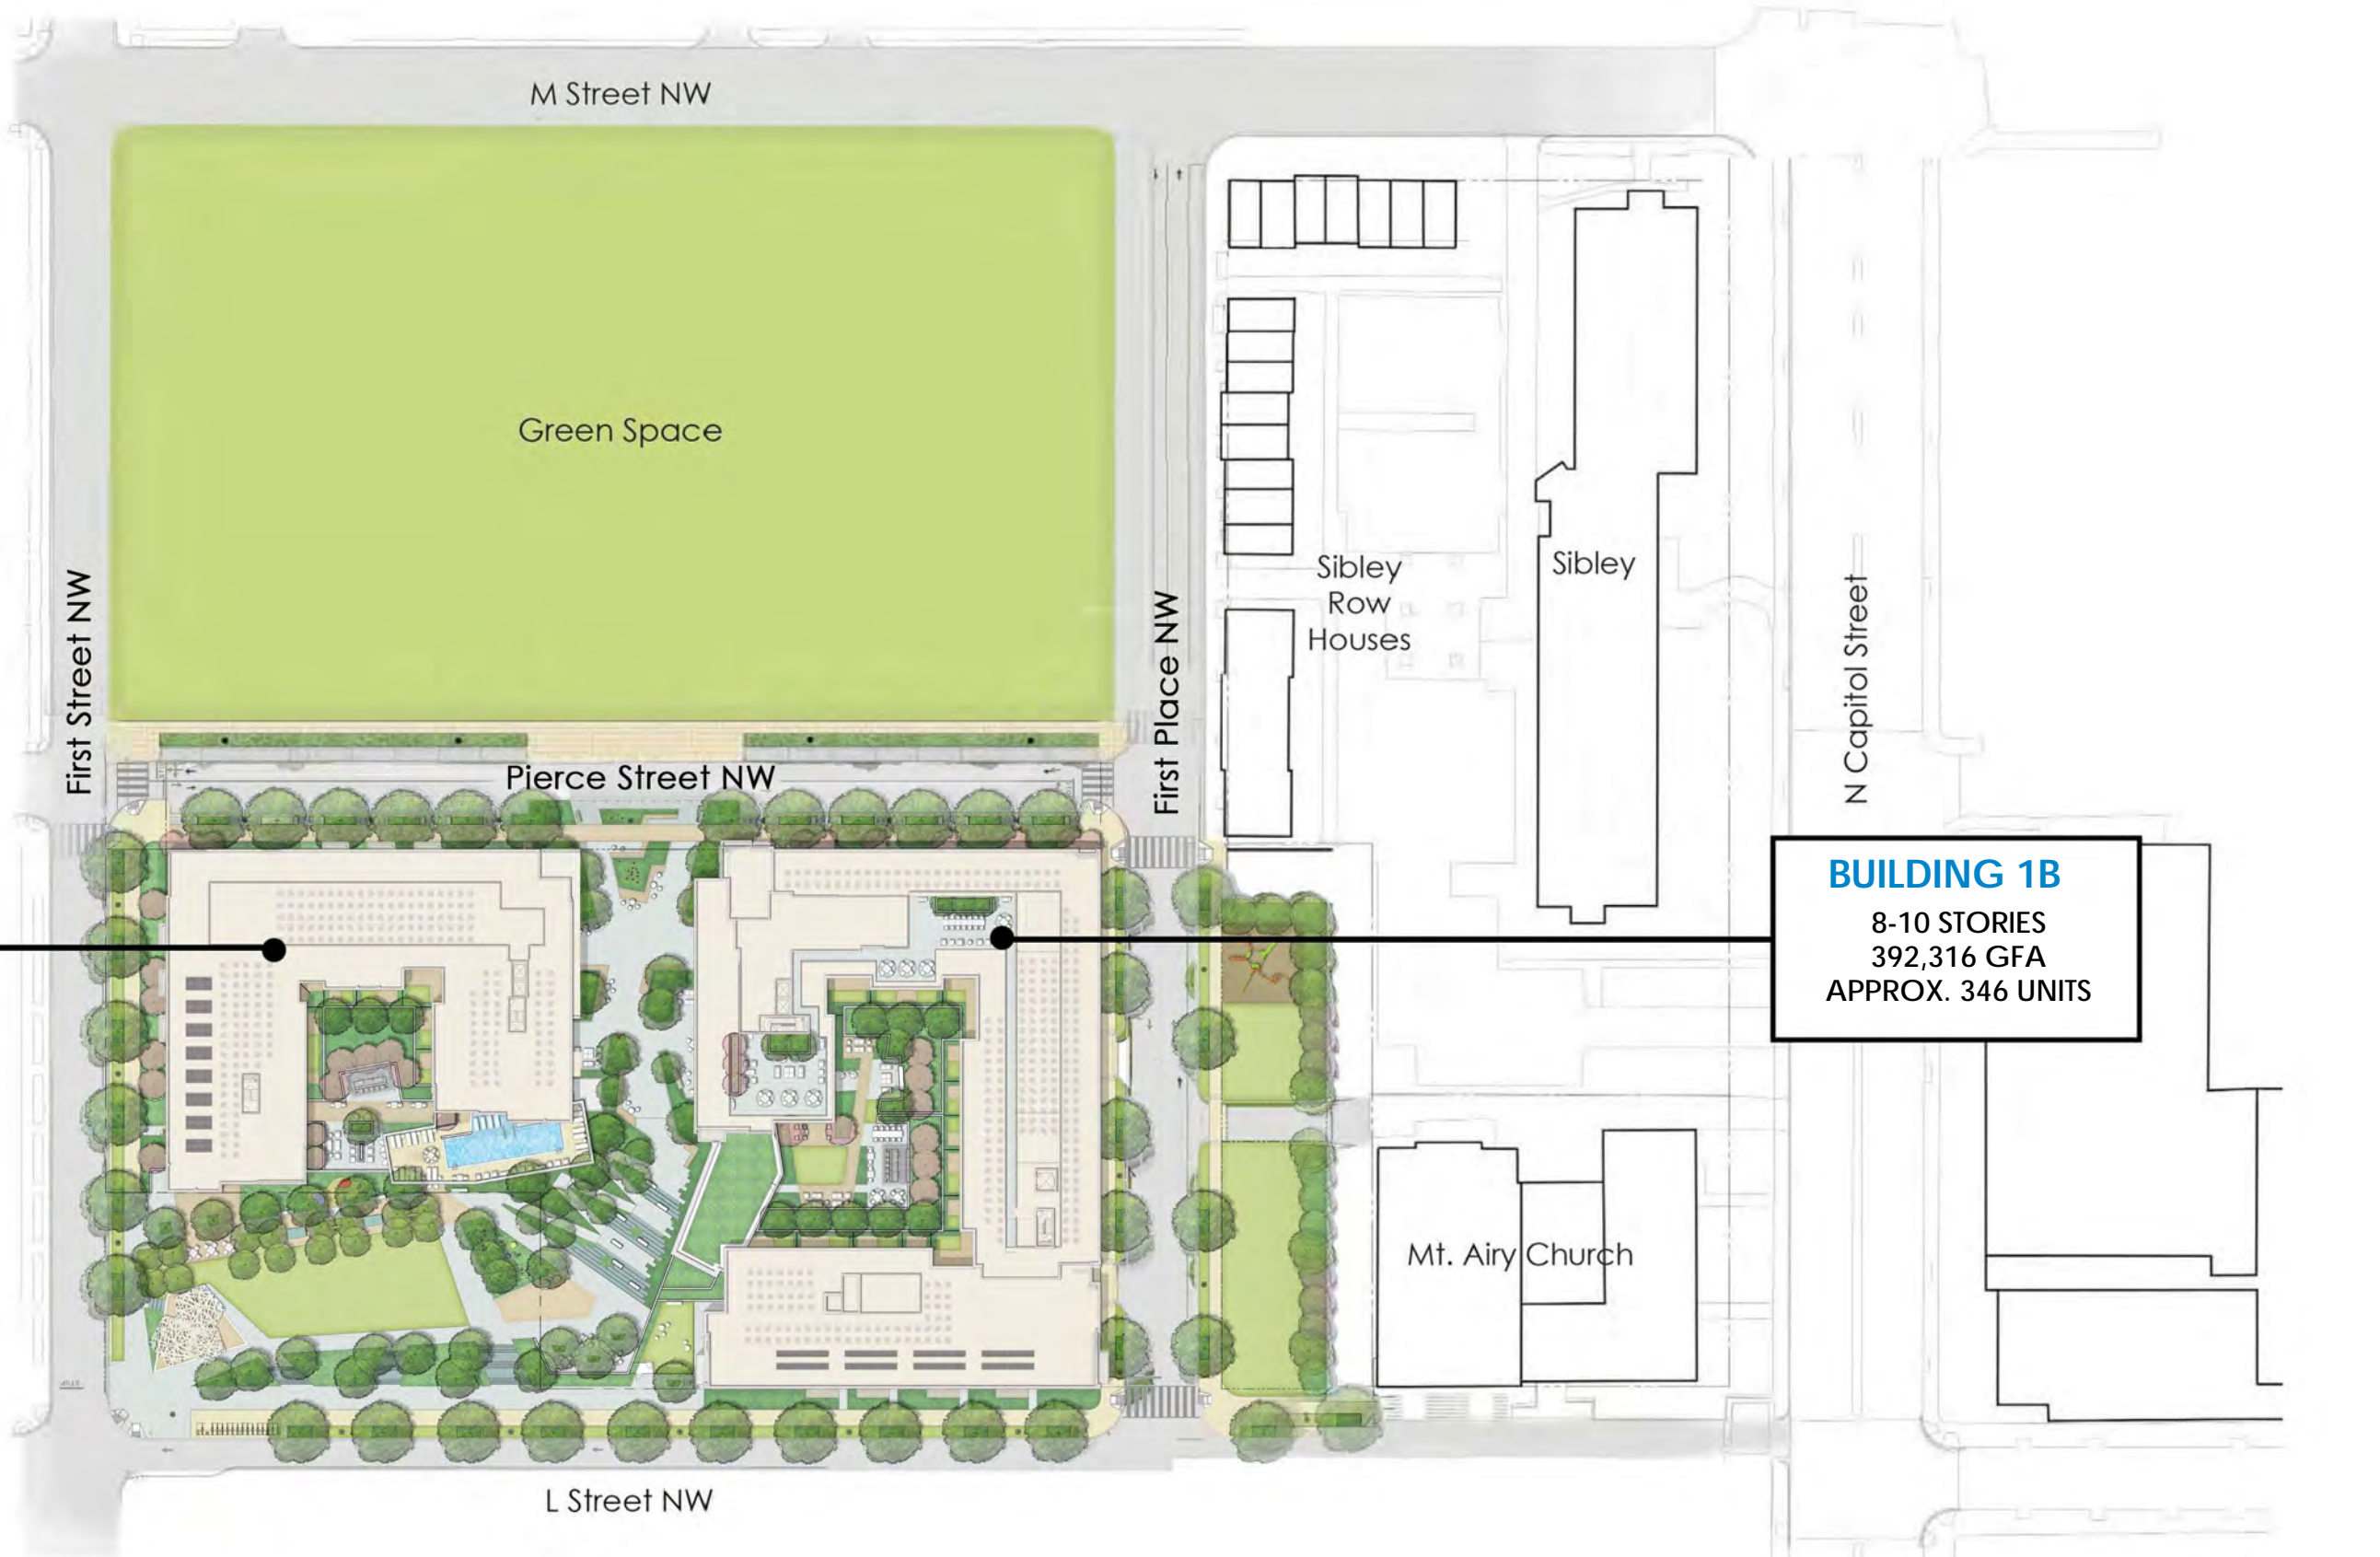 M Street NW
Green Space
First Street NW
First Place NW
Sibley
Row
Houses
Sibley
N Capitol Street
Pierce Street NW
BUILDING 1B
8-10 STORIES
392,316 GFA
APPROX. 346 UNITS
Mt. Airy Church
L Street NW